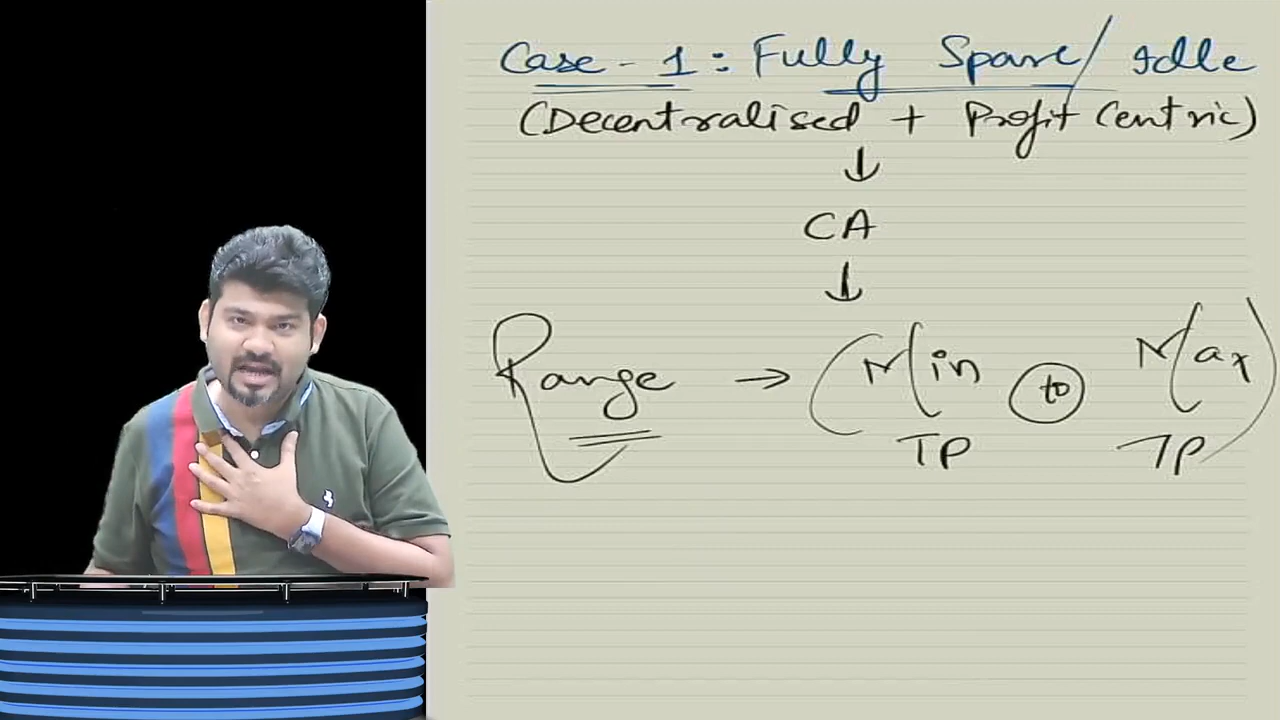 Case - 1 : Fully Spare / Idle
(Decentralised + Profit Centric)
↓
CA
↓
Range → (Min to Max)
TP TP